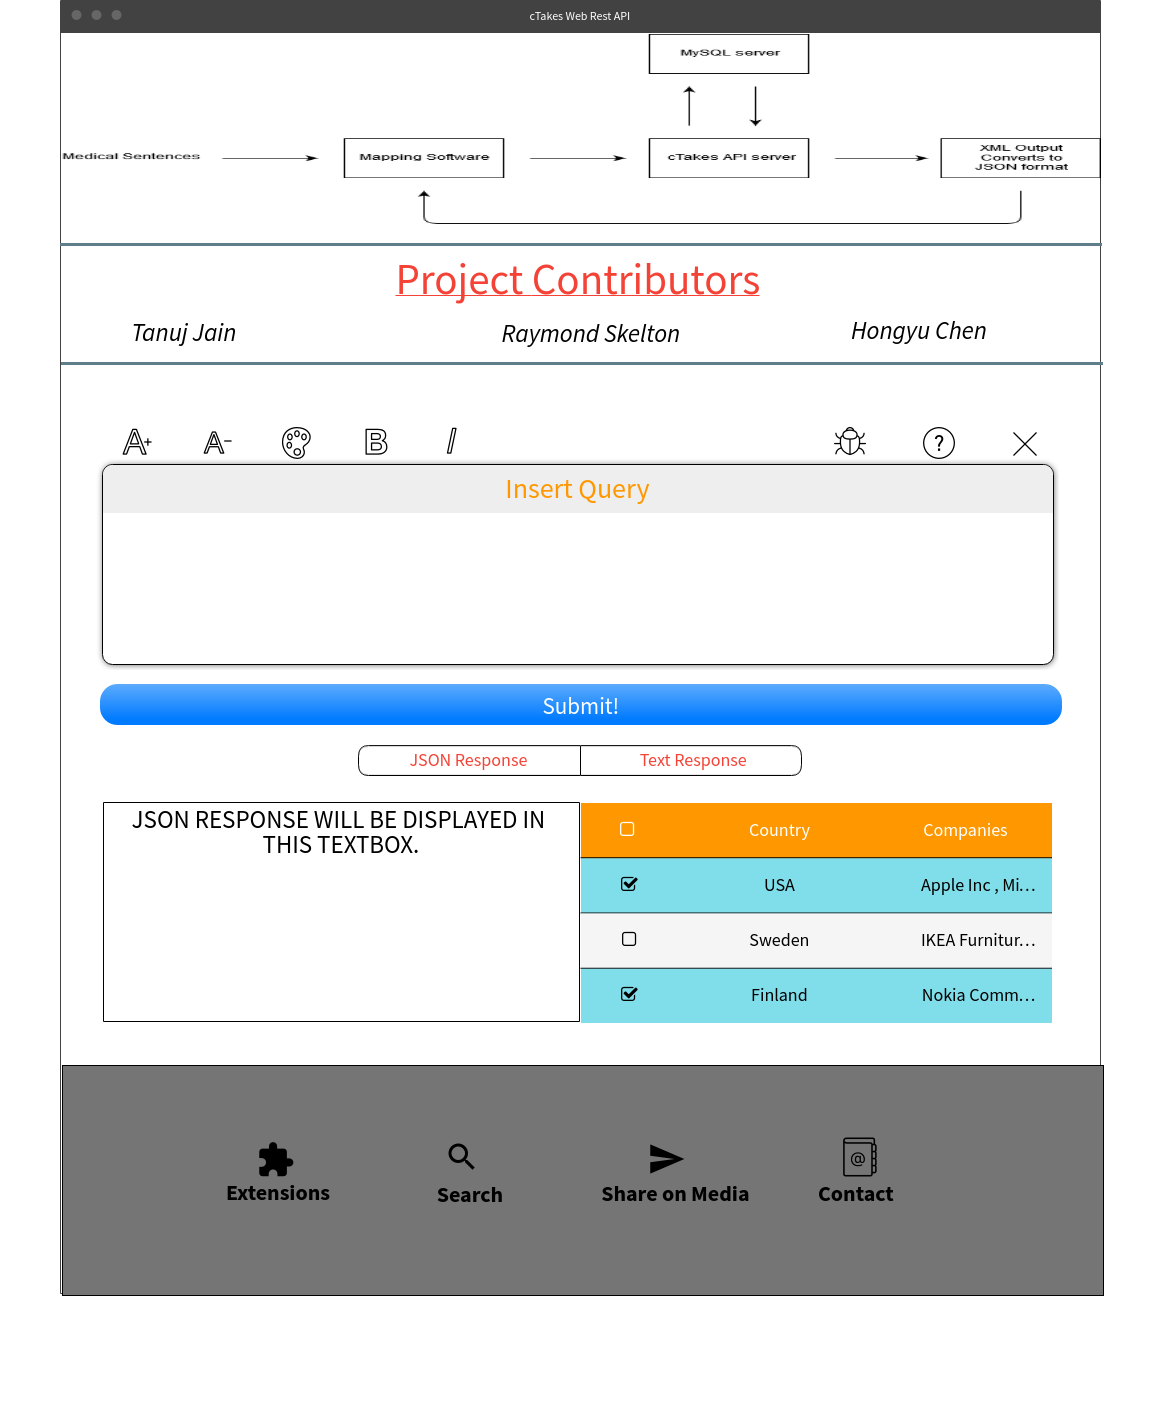 cTakes Web Rest API
MySQL server
Medical Sentences
Mapping Software
cTakes API server
XML Output
Converts to
JSON format
Project Contributors
Tanuj Jain
Raymond Skelton
Hongyu Chen
A+
A-
B
I
?
Insert Query
Submit!
JSON Response
Text Response
JSON RESPONSE WILL BE DISPLAYED IN
THIS TEXTBOX.
Country Companies
USA Apple Inc , Mi...
Sweden IKEA Furnitur...
Finland Nokia Comm...
@
Extensions
Search
Share on Media
Contact